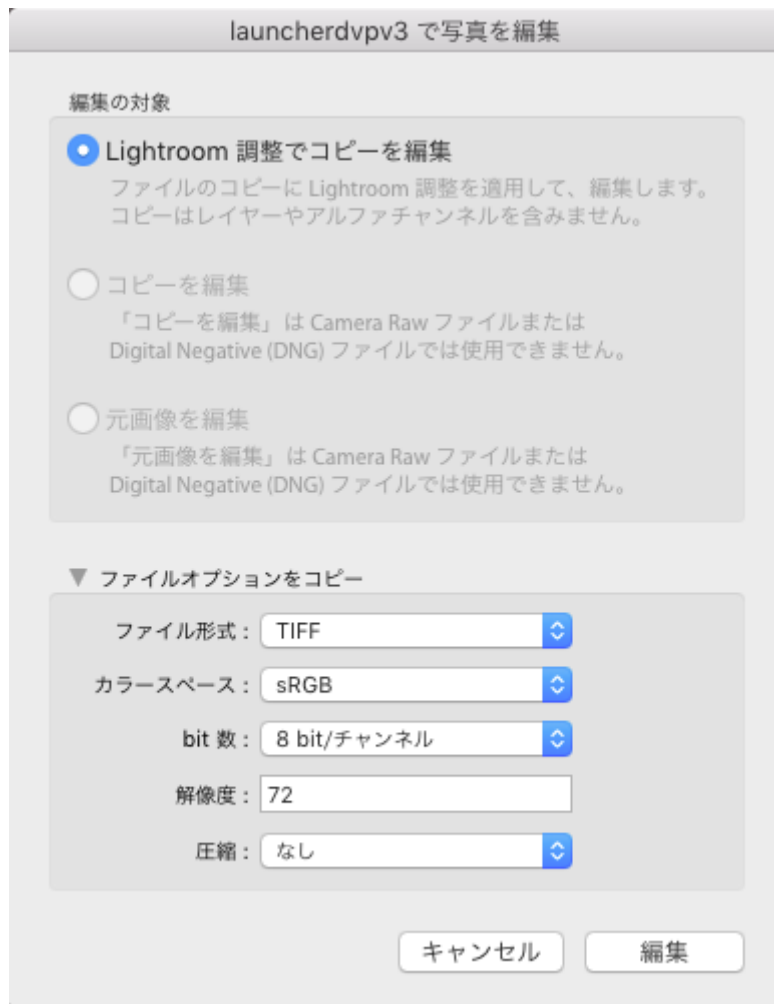 launcherdvpv3 で写真を編集
編集の対象
Lightroom 調整でコピーを編集
ファイルのコピーに Lightroom 調整を適用して、編集します。
コピーはレイヤーやアルファチャンネルを含みません。
コピーを編集
「コピーを編集」は Camera Raw ファイルまたは
Digital Negative (DNG) ファイルでは使用できません。
元画像を編集
「元画像を編集」は Camera Raw ファイルまたは
Digital Negative (DNG) ファイルでは使用できません。
▼ ファイルオプションをコピー
ファイル形式： TIFF
カラースペース： sRGB
bit 数： 8 bit/チャンネル
解像度： 72
圧縮： なし
キャンセル 編集